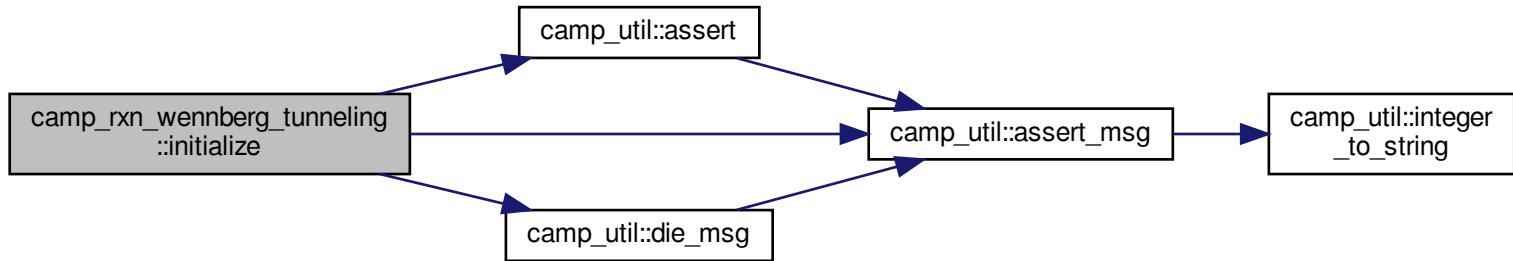 camp_rxn_wennberg_tunneling
::initialize
camp_util::assert
camp_util::die_msg
camp_util::assert_msg
camp_util::integer
_to_string